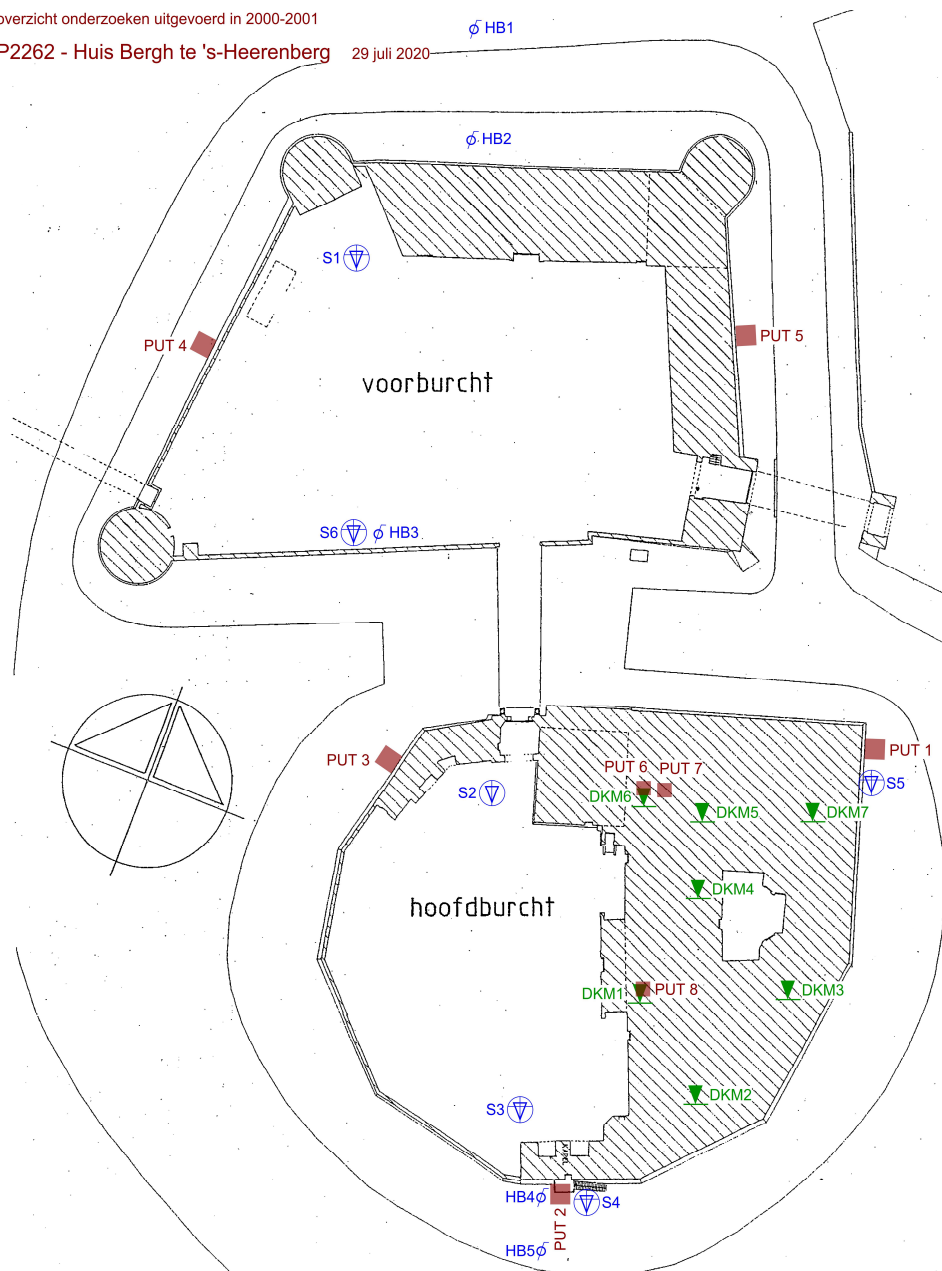 overzicht onderzoeken uitgevoerd in 2000-2001
P2262 - Huis Bergh te 's-Heerenberg 29 juli 2020
HB1
HB2
S1
PUT 4
PUT 5
voorburcht
S6 HB3
PUT 3
PUT 1
S5
PUT 6 PUT 7
S2
DKM6
DKM5
DKM7
DKM4
hoofdburcht
DKM1
PUT 8
DKM3
DKM2
S3
HB4
S4
PUT 2
HB5